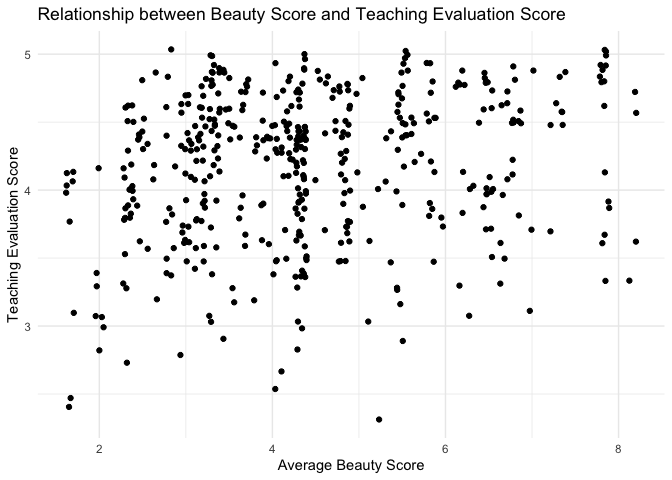 Relationship between Beauty Score and Teaching Evaluation Score
5
4
3
Teaching Evaluation Score
2 4 6 8
Average Beauty Score